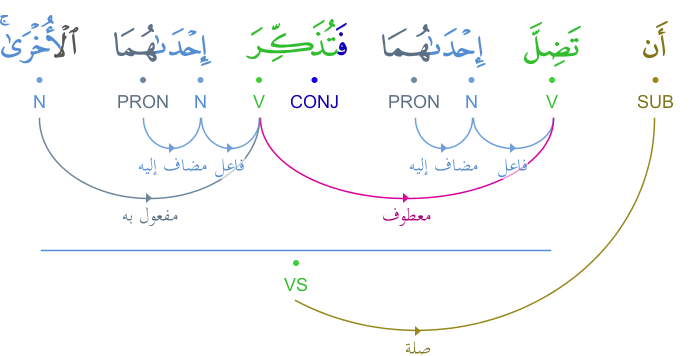 أَن تَضِلَّ إِحْدَىٰهُمَا فَتُذَكِّرَ إِحْدَىٰهُمَا ٱلْأُخْرَىٰ ۚ
SUB V N PRON CONJ V N PRON N
فاعل مضاف إليه فاعل مضاف إليه
معطوف مفعول به
VS
صلة